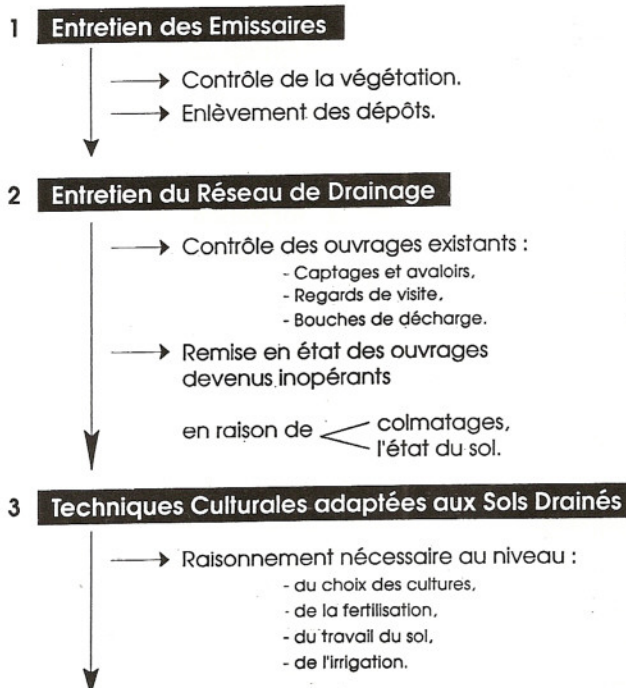 1 Entretien des Emissaires
Contrôle de la végétation.
Enlèvement des dépôts.
2 Entretien du Réseau de Drainage
Contrôle des ouvrages existants :
- Captages et avaloirs,
- Regards de visite,
- Bouches de décharge.
Remise en état des ouvrages
devenus inopérants
en raison de colmatages,
l'état du sol.
3 Techniques Culturales adaptées aux Sols Drainés
Raisonnement nécessaire au niveau :
- du choix des cultures,
- de la fertilisation,
- du travail du sol,
- de l'irrigation.